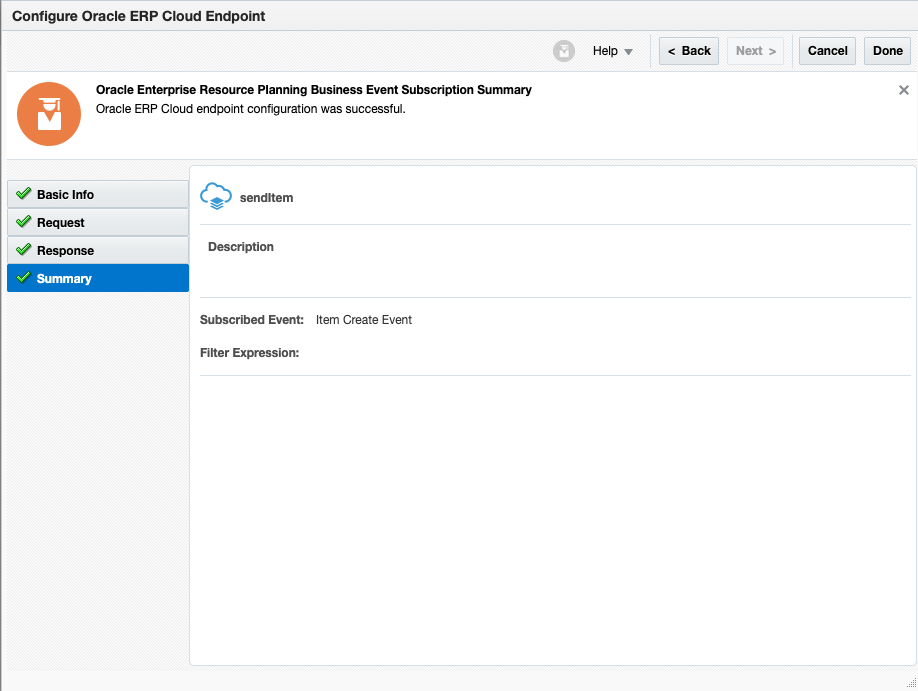 Configure Oracle ERP Cloud Endpoint
Help
< Back
Next >
Cancel
Done
Oracle Enterprise Resource Planning Business Event Subscription Summary
Oracle ERP Cloud endpoint configuration was successful.
Basic Info
Request
Response
Summary
sendItem
Description
Subscribed Event: Item Create Event
Filter Expression: